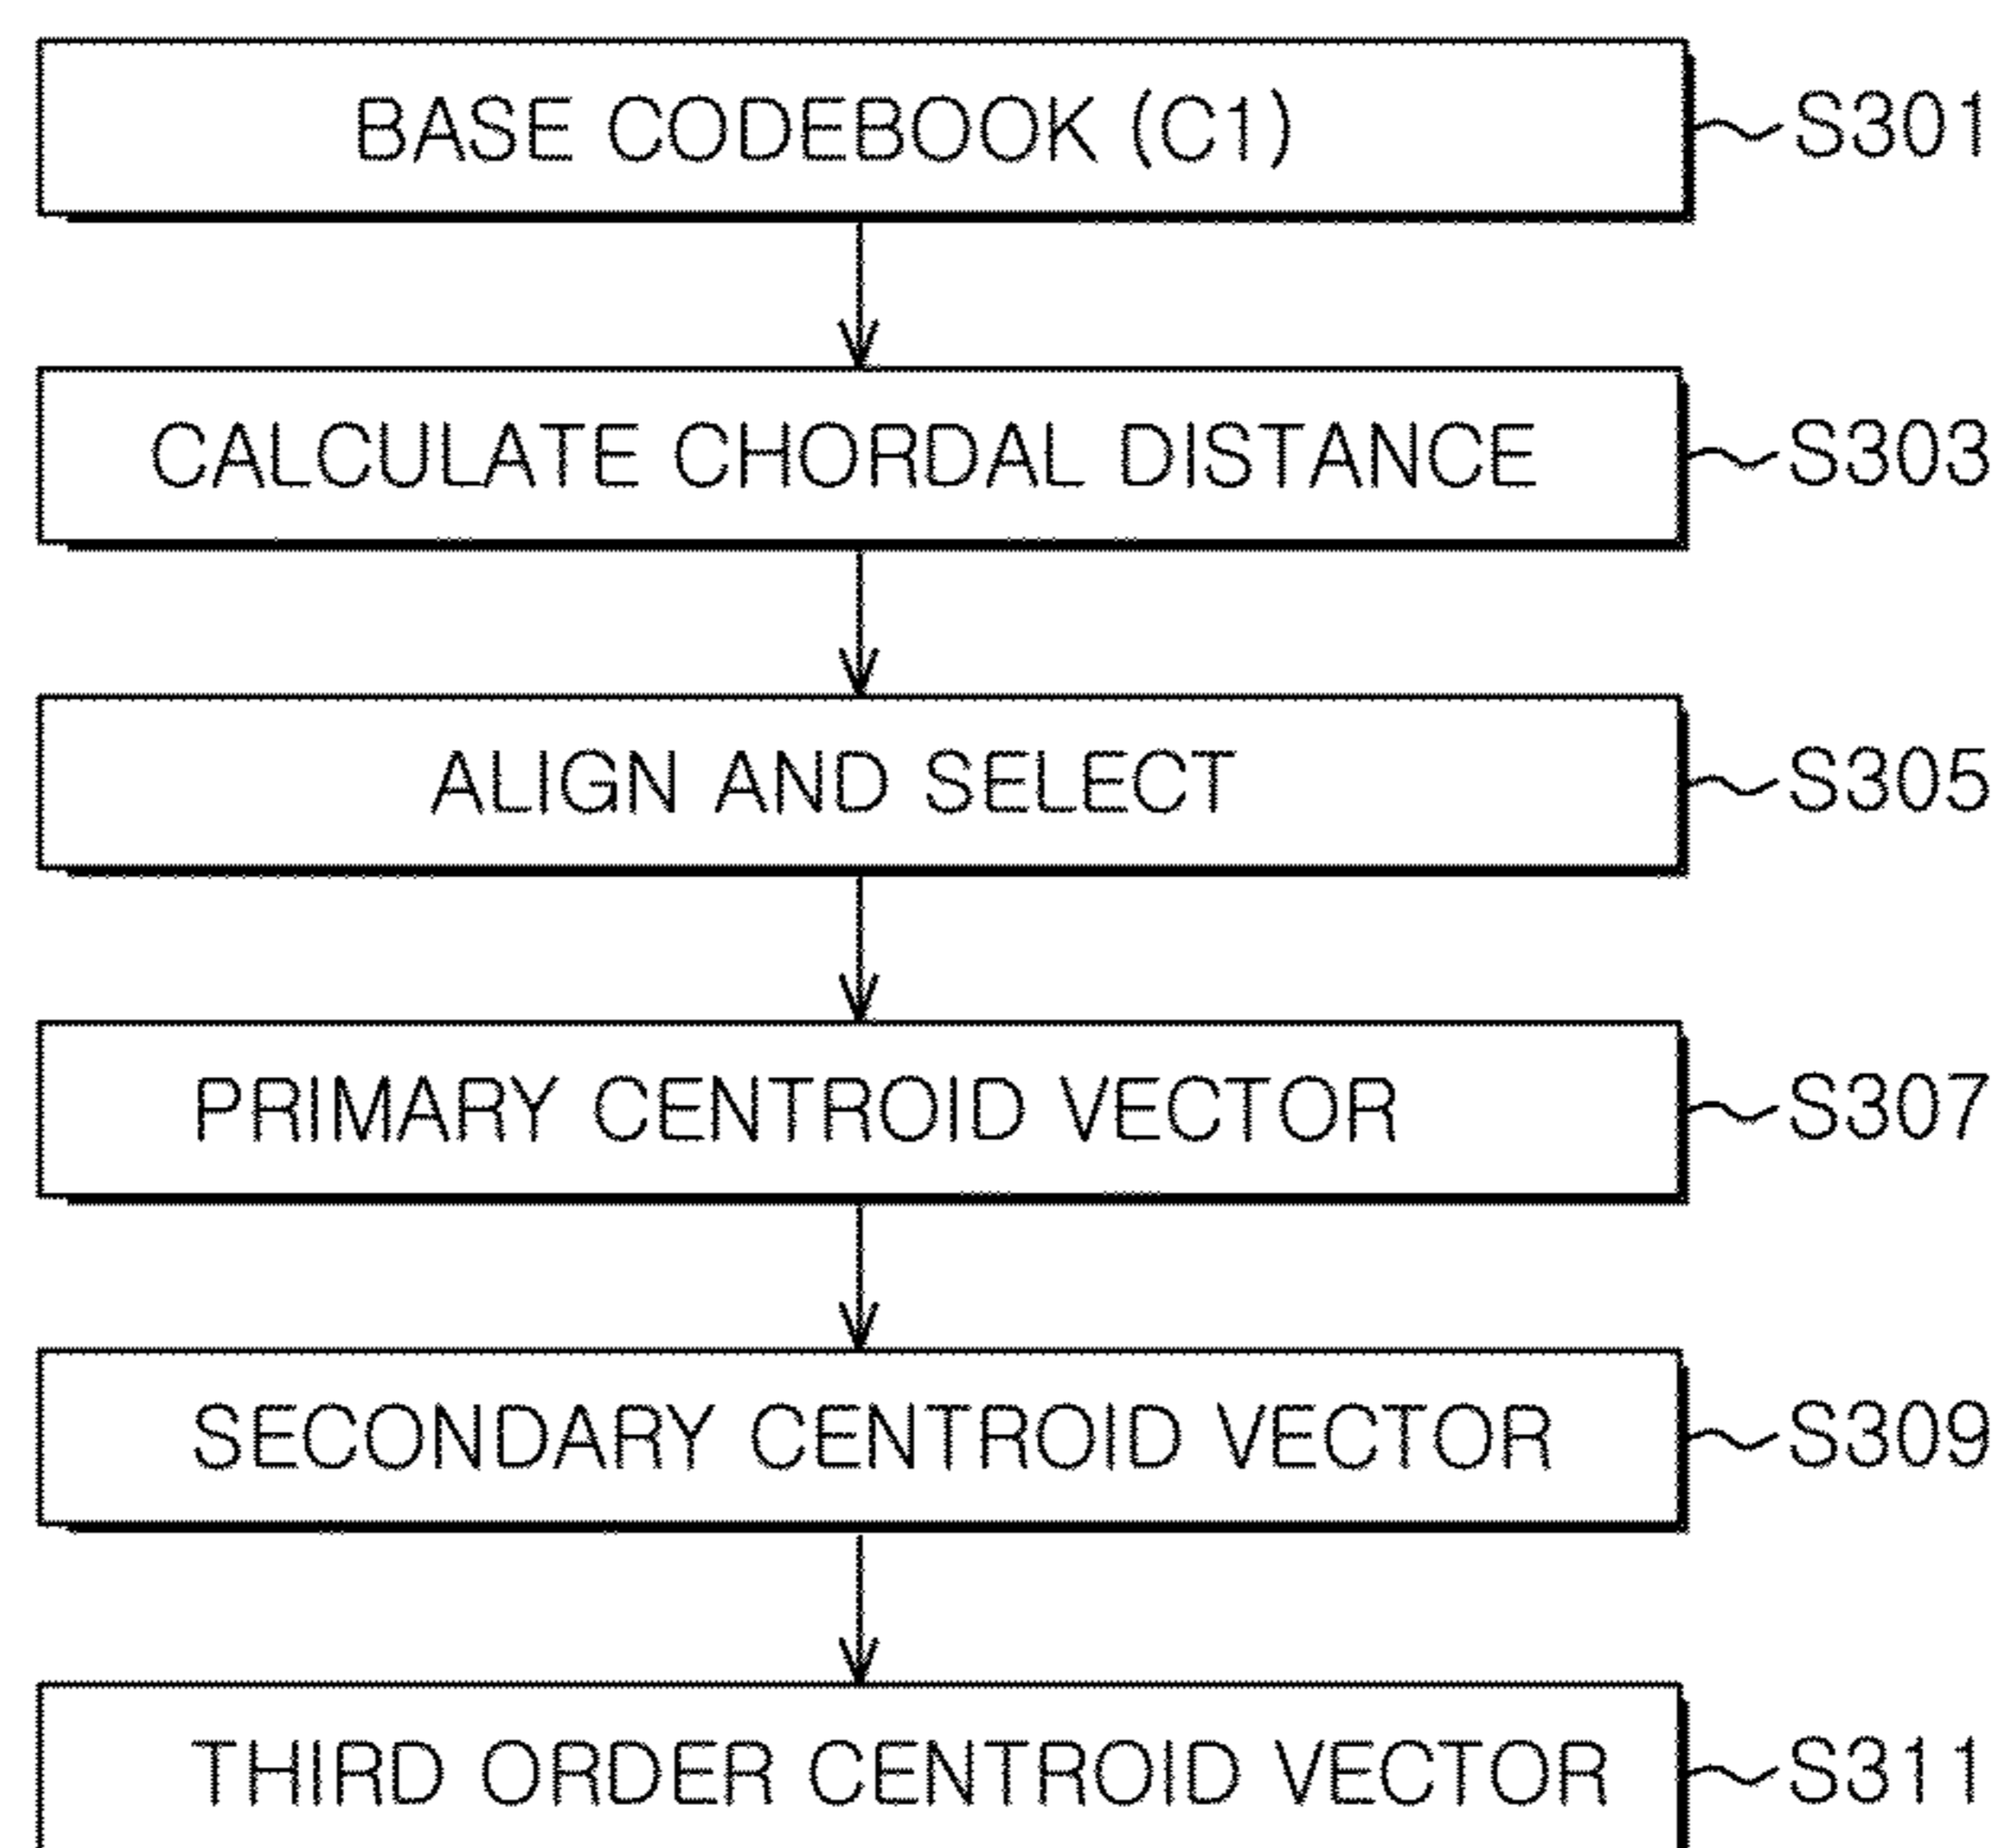 BASE CODEBOOK (C1) S301
CALCULATE CHORDAL DISTANCE S303
ALIGN AND SELECT S305
PRIMARY CENTROID VECTOR S307
SECONDARY CENTROID VECTOR S309
THIRD ORDER CENTROID VECTOR S311